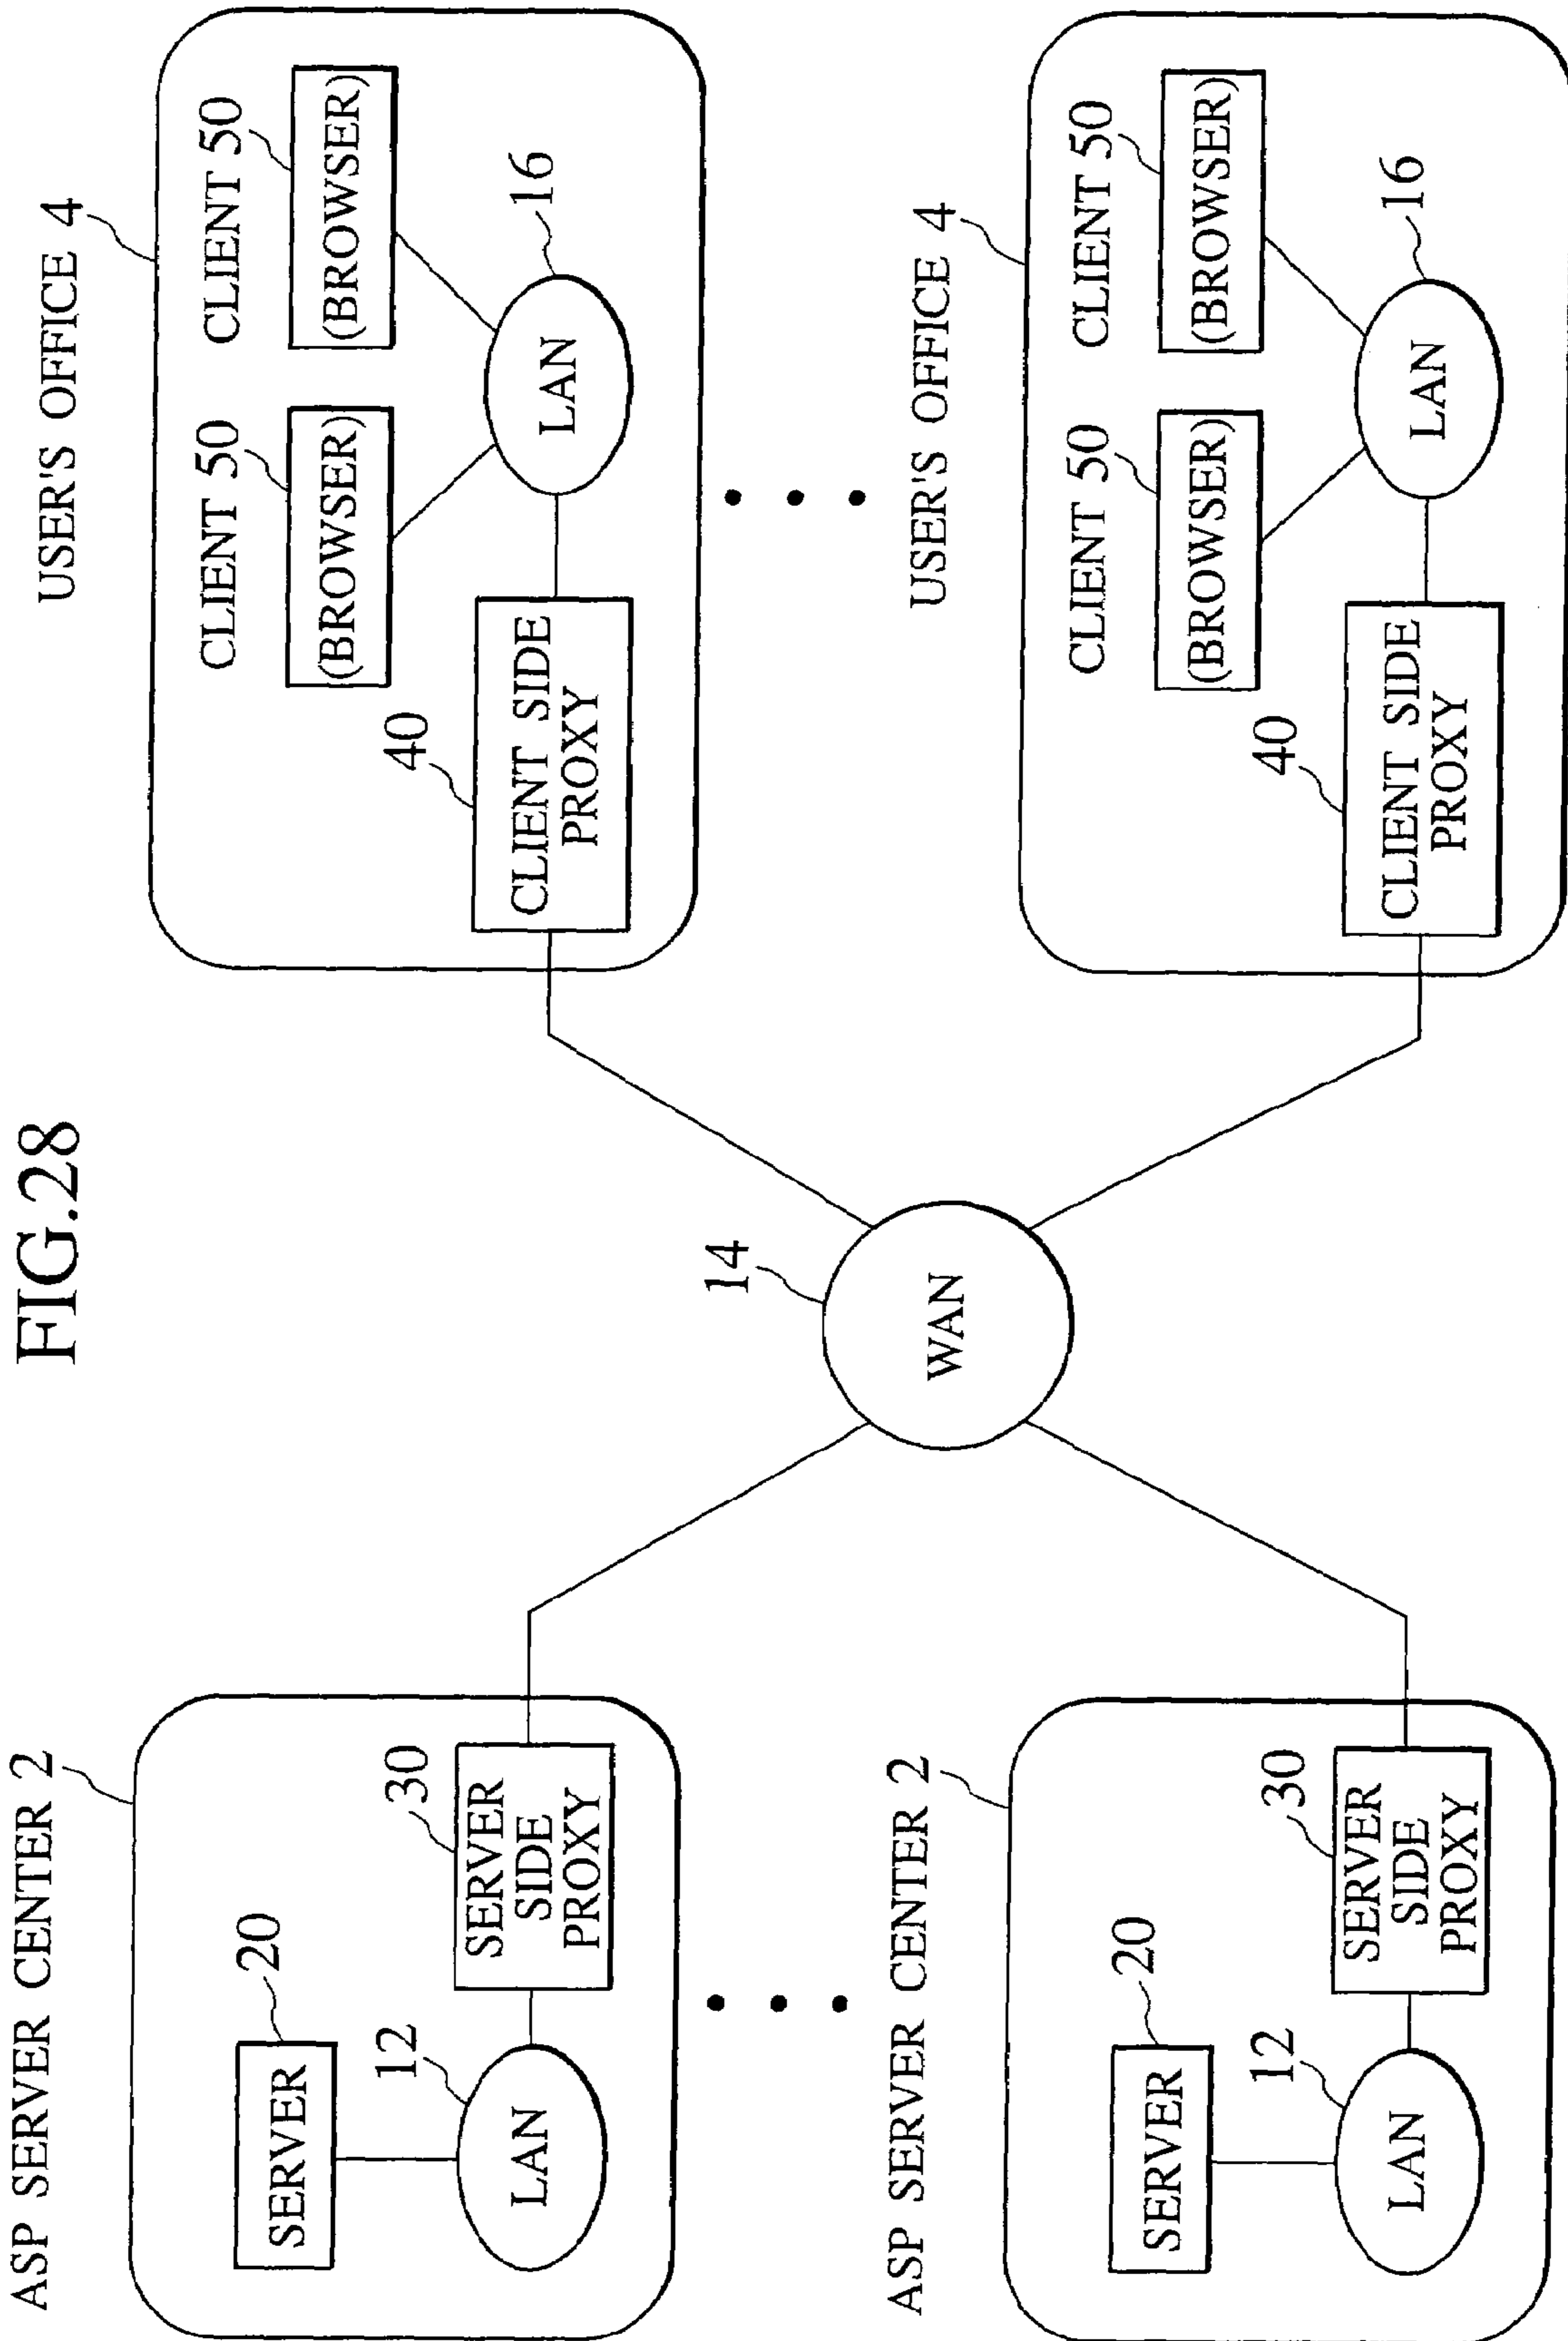 FIG.28
ASP SERVER CENTER 2
SERVER
20
12
LAN
30
SERVER
SIDE
PROXY
ASP SERVER CENTER 2
SERVER
20
12
LAN
30
SERVER
SIDE
PROXY
14
WAN
USER'S OFFICE 4
CLIENT 50
(BROWSER)
CLIENT 50
(BROWSER)
40
CLIENT SIDE
PROXY
LAN
16
USER'S OFFICE 4
CLIENT 50
(BROWSER)
CLIENT 50
(BROWSER)
40
CLIENT SIDE
PROXY
LAN
16